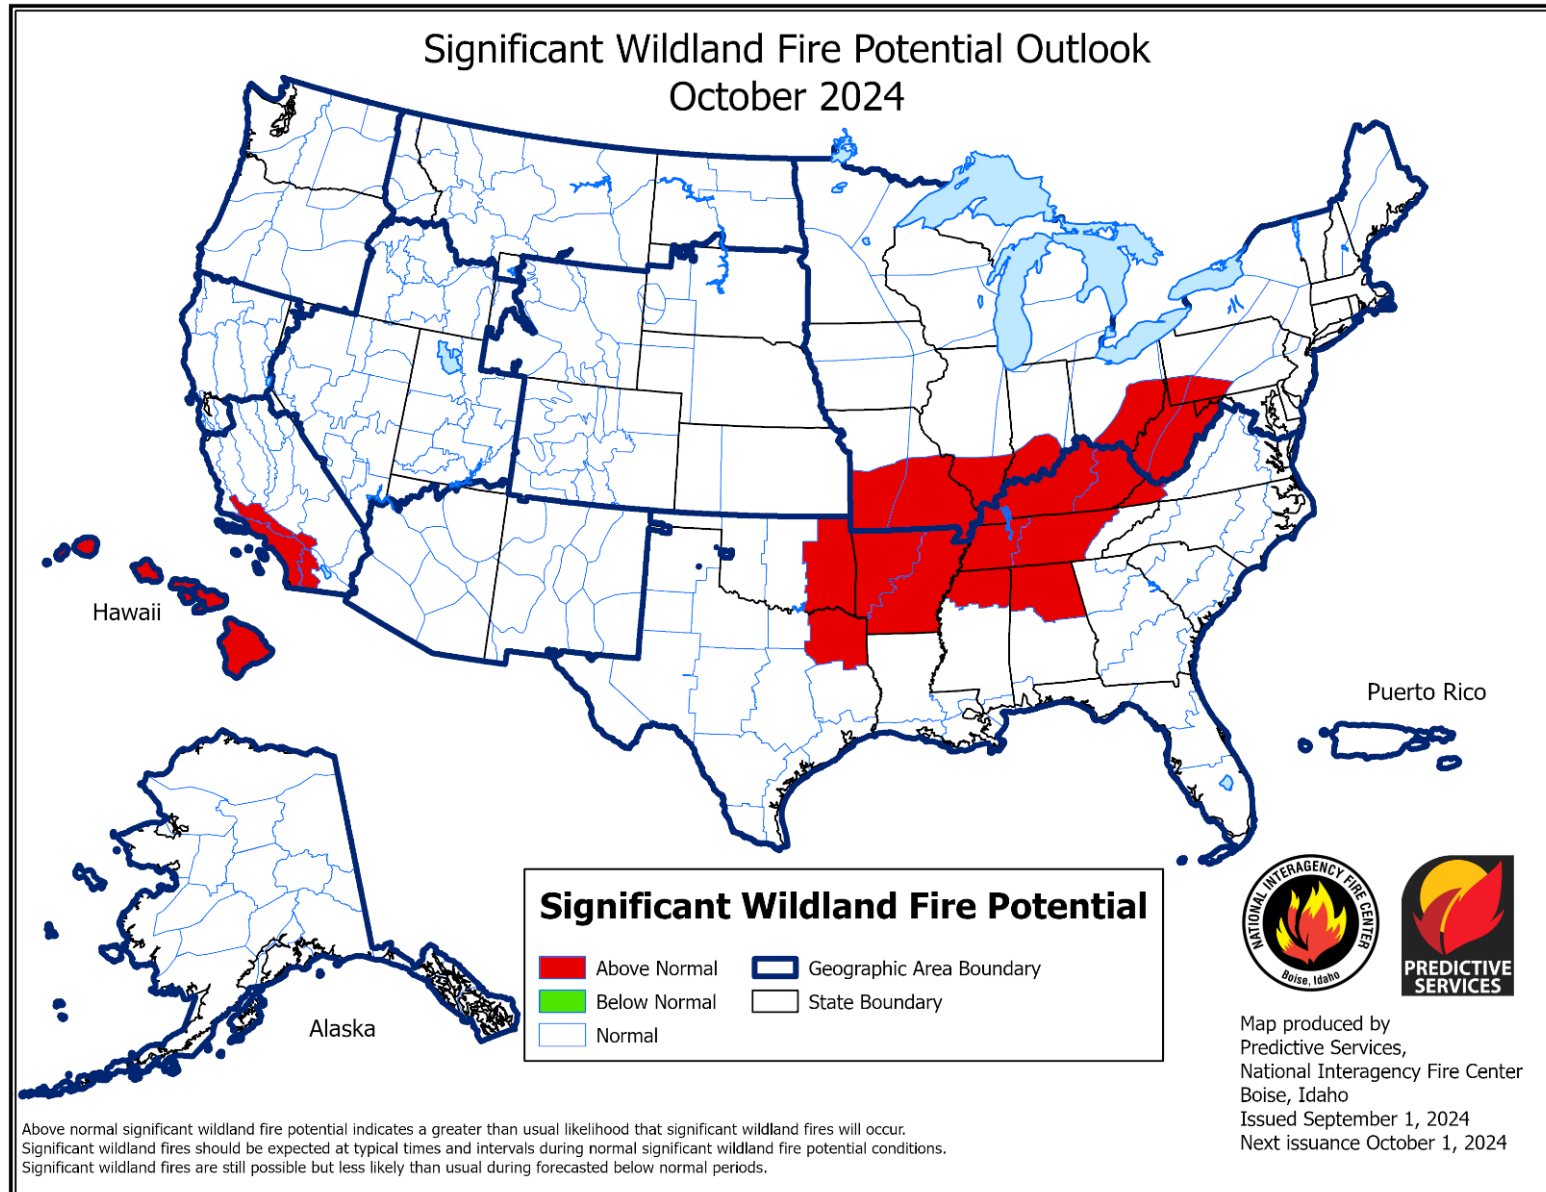 Significant Wildland Fire Potential Outlook
October 2024
Hawaii
Puerto Rico
Alaska
Significant Wildland Fire Potential
Above Normal
Geographic Area Boundary
Below Normal
State Boundary
Normal
NATIONAL INTERAGENCY FIRE CENTER
Boise, Idaho
PREDICTIVE
SERVICES
Map produced by
Predictive Services,
National Interagency Fire Center
Boise, Idaho
Issued September 1, 2024
Next issuance October 1, 2024
Above normal significant wildland fire potential indicates a greater than usual likelihood that significant wildland fires will occur.
Significant wildland fires should be expected at typical times and intervals during normal significant wildland fire potential conditions.
Significant wildland fires are still possible but less likely than usual during forecasted below normal periods.